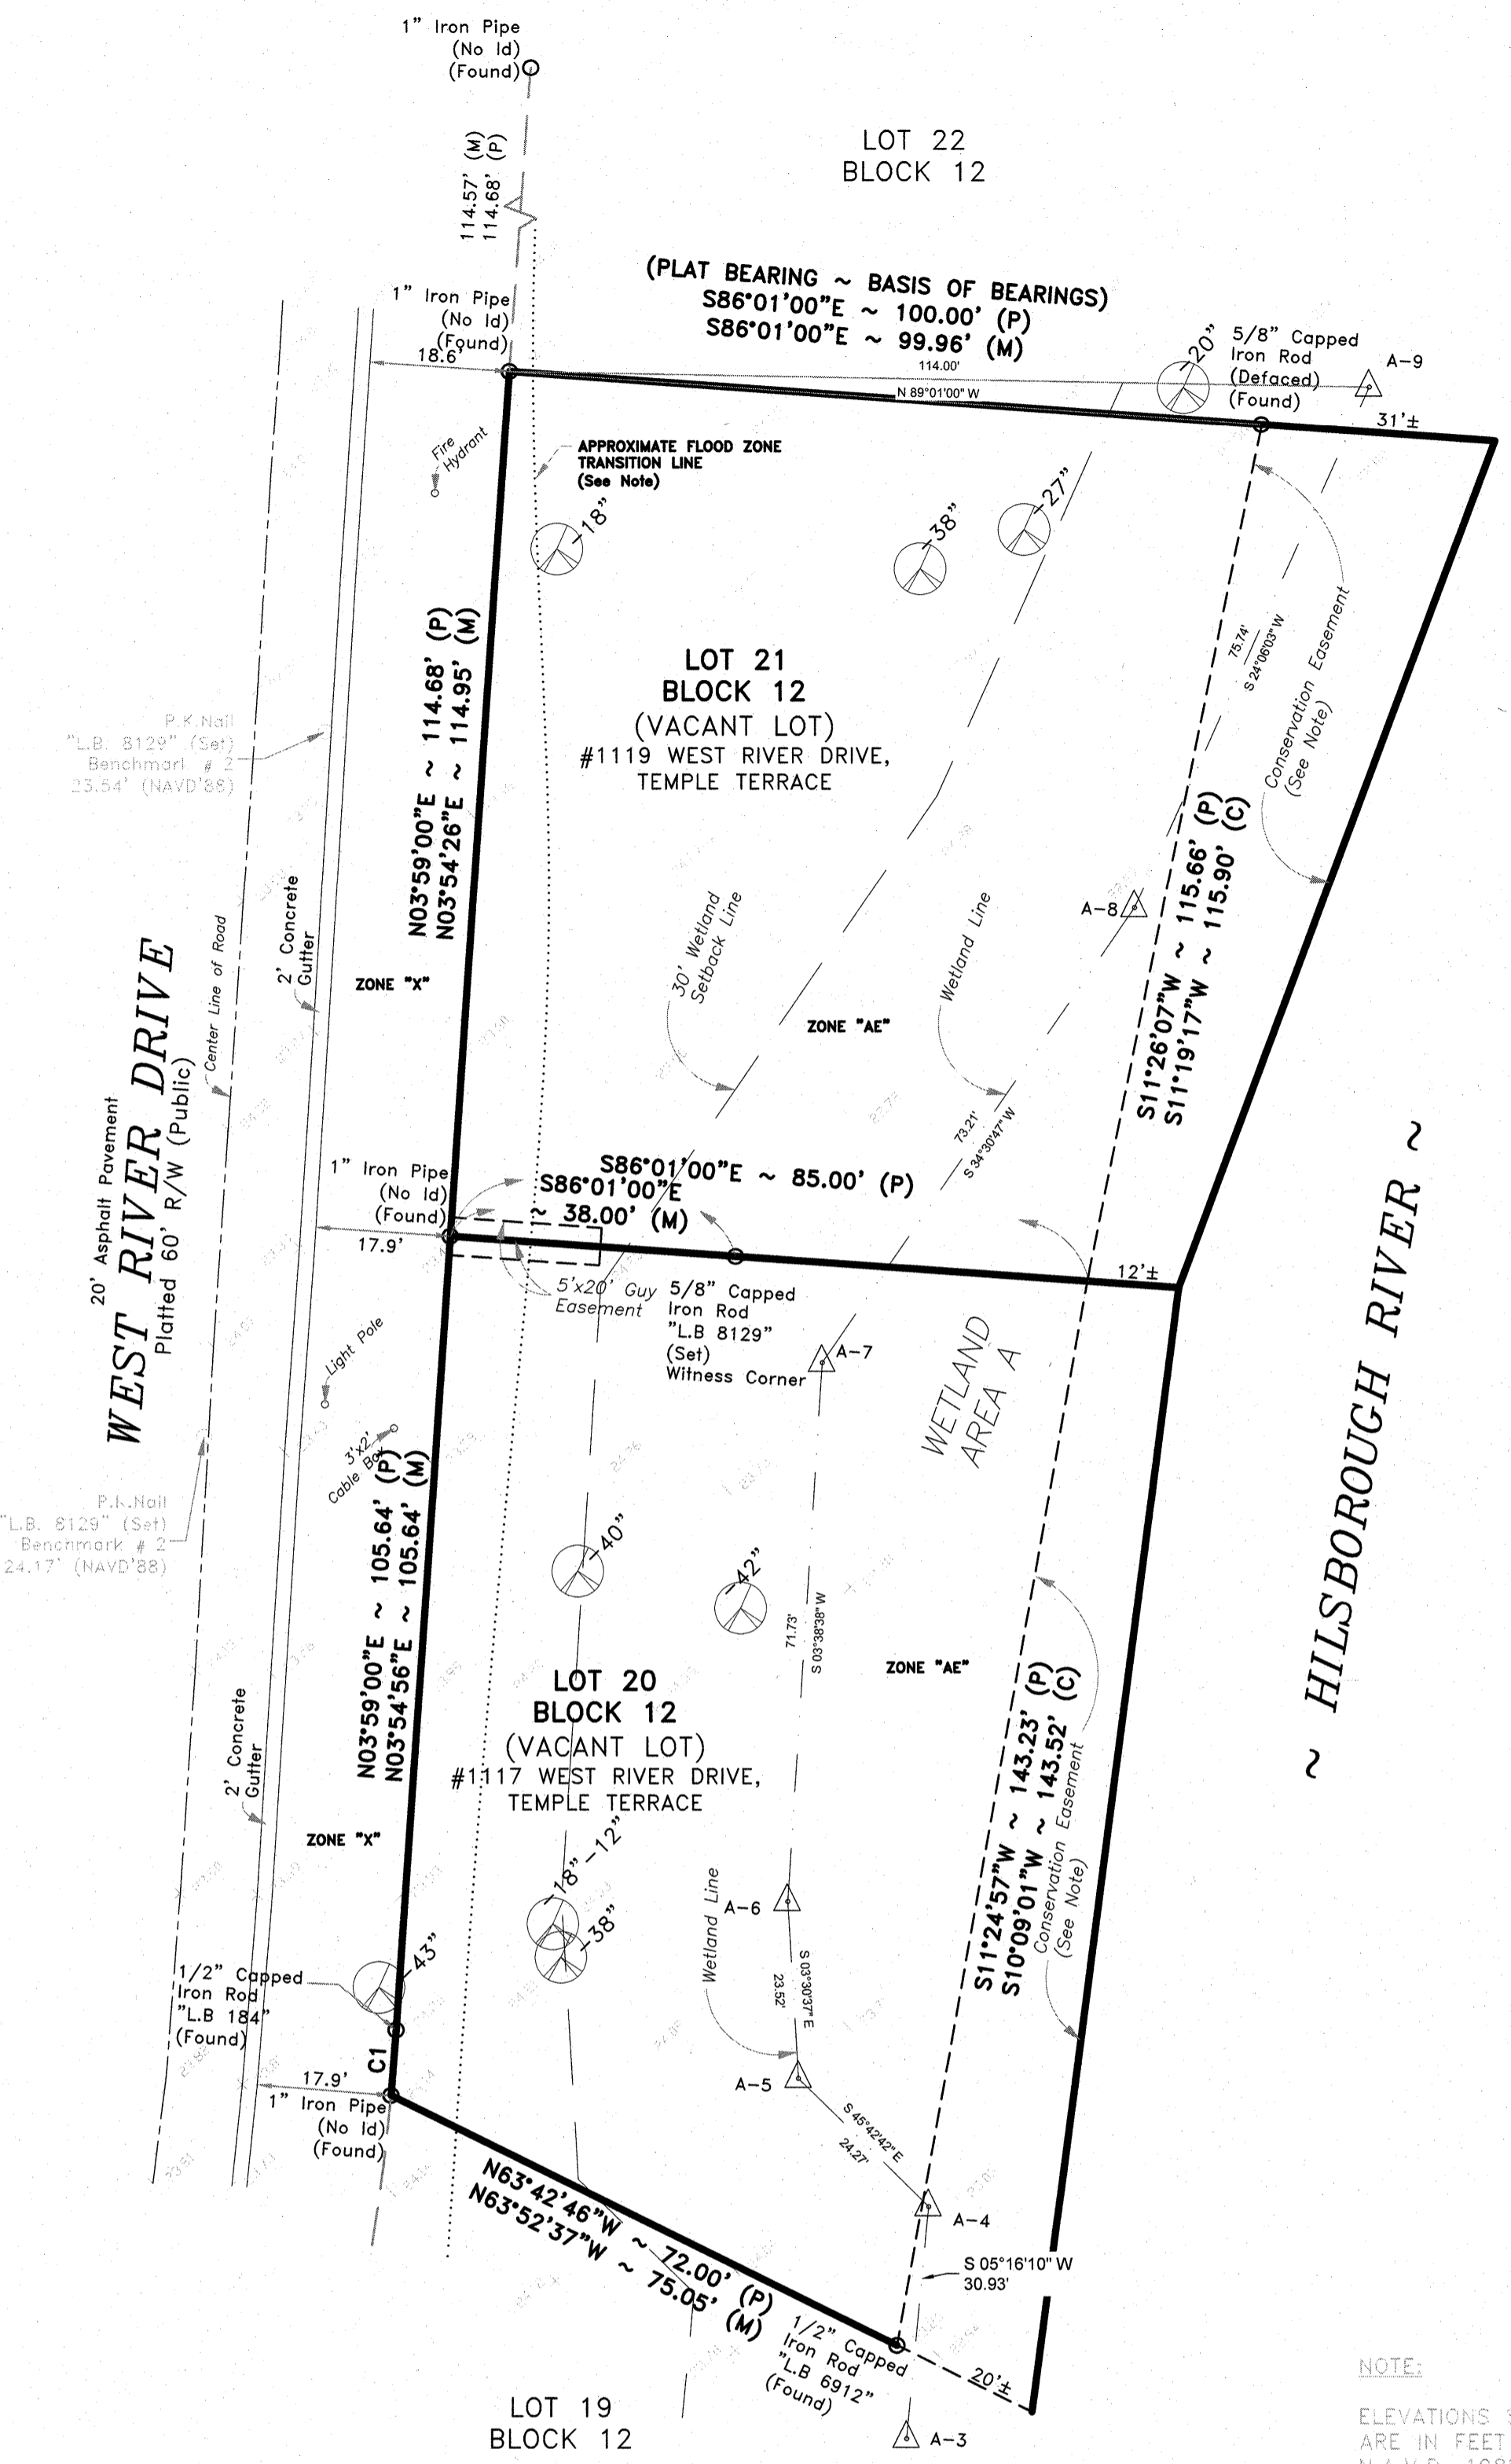 1" Iron Pipe
(No Id)
(Found)
LOT 22
BLOCK 12
114.57' (M)
114.68' (P)
(PLAT BEARING ~ BASIS OF BEARINGS)
S86°01'00"E ~ 100.00' (P)
S86°01'00"E ~ 99.96' (M)
114.00'
N 89°01'00" W
1" Iron Pipe
(No Id)
(Found)
18.6'
20"
5/8" Capped
Iron Rod
(Defaced)
(Found)
A-9
31'±
Fire
Hydrant
APPROXIMATE FLOOD ZONE
TRANSITION LINE
(See Note)
18"
38"
27"
N03°59'00"E ~ 114.68' (P)
N03°54'26"E ~ 114.95' (M)
LOT 21
BLOCK 12
(VACANT LOT)
#1119 WEST RIVER DRIVE,
TEMPLE TERRACE
75.74'
S 24°06'03" W
Conservation Easement
(See Note)
P.K.Nail
"L.B. 8129" (Set)
Benchmark # 2
23.54' (NAVD'88)
S11°26'07"W ~ 115.66' (P)
S11°19'17"W ~ 115.90' (C)
A-8
2' Concrete
Gutter
Center Line of Road
30' Wetland
Setback Line
Wetland Line
ZONE "X"
ZONE "AE"
20' Asphalt Pavement
WEST RIVER DRIVE
Platted 60' R/W (Public)
73.21'
S 34°30'47" W
1" Iron Pipe
(No Id)
(Found)
17.9'
S86°01'00"E ~ 85.00' (P)
S86°01'00"E
~ 38.00' (M)
12'±
5'x20' Guy
Easement
5/8" Capped
Iron Rod
"L.B 8129"
(Set)
Witness Corner
A-7
WETLAND
AREA A
~ HILSBOROUGH RIVER ~
Light Pole
3'x2'
Cable Box
P.K.Nail
"L.B. 8129" (Set)
Benchmark # 2
24.17' (NAVD'88)
N03°59'00"E ~ 105.64' (P)
N03°54'56"E ~ 105.64' (M)
40"
42"
71.73'
S 03°38'38" W
ZONE "AE"
LOT 20
BLOCK 12
(VACANT LOT)
#1117 WEST RIVER DRIVE,
TEMPLE TERRACE
S11°24'57"W ~ 143.23' (P)
S10°09'01"W ~ 143.52' (C)
Conservation Easement
(See Note)
2' Concrete
Gutter
ZONE "X"
12"
18"
38"
Wetland Line
A-6
S 03°30'37" E
23.52'
43"
1/2" Capped
Iron Rod
"L.B 184"
(Found)
C1
17.9'
1" Iron Pipe
(No Id)
(Found)
A-5
S 45°42'42" E
24.27'
A-4
N63°42'46"W ~ 72.00' (P)
N63°52'37"W ~ 75.05' (M)
S 05°16'10" W
30.93'
1/2" Capped
Iron Rod
"L.B 6912"
(Found)
20'±
LOT 19
BLOCK 12
A-3
NOTE:
ELEVATIONS
ARE IN FEET